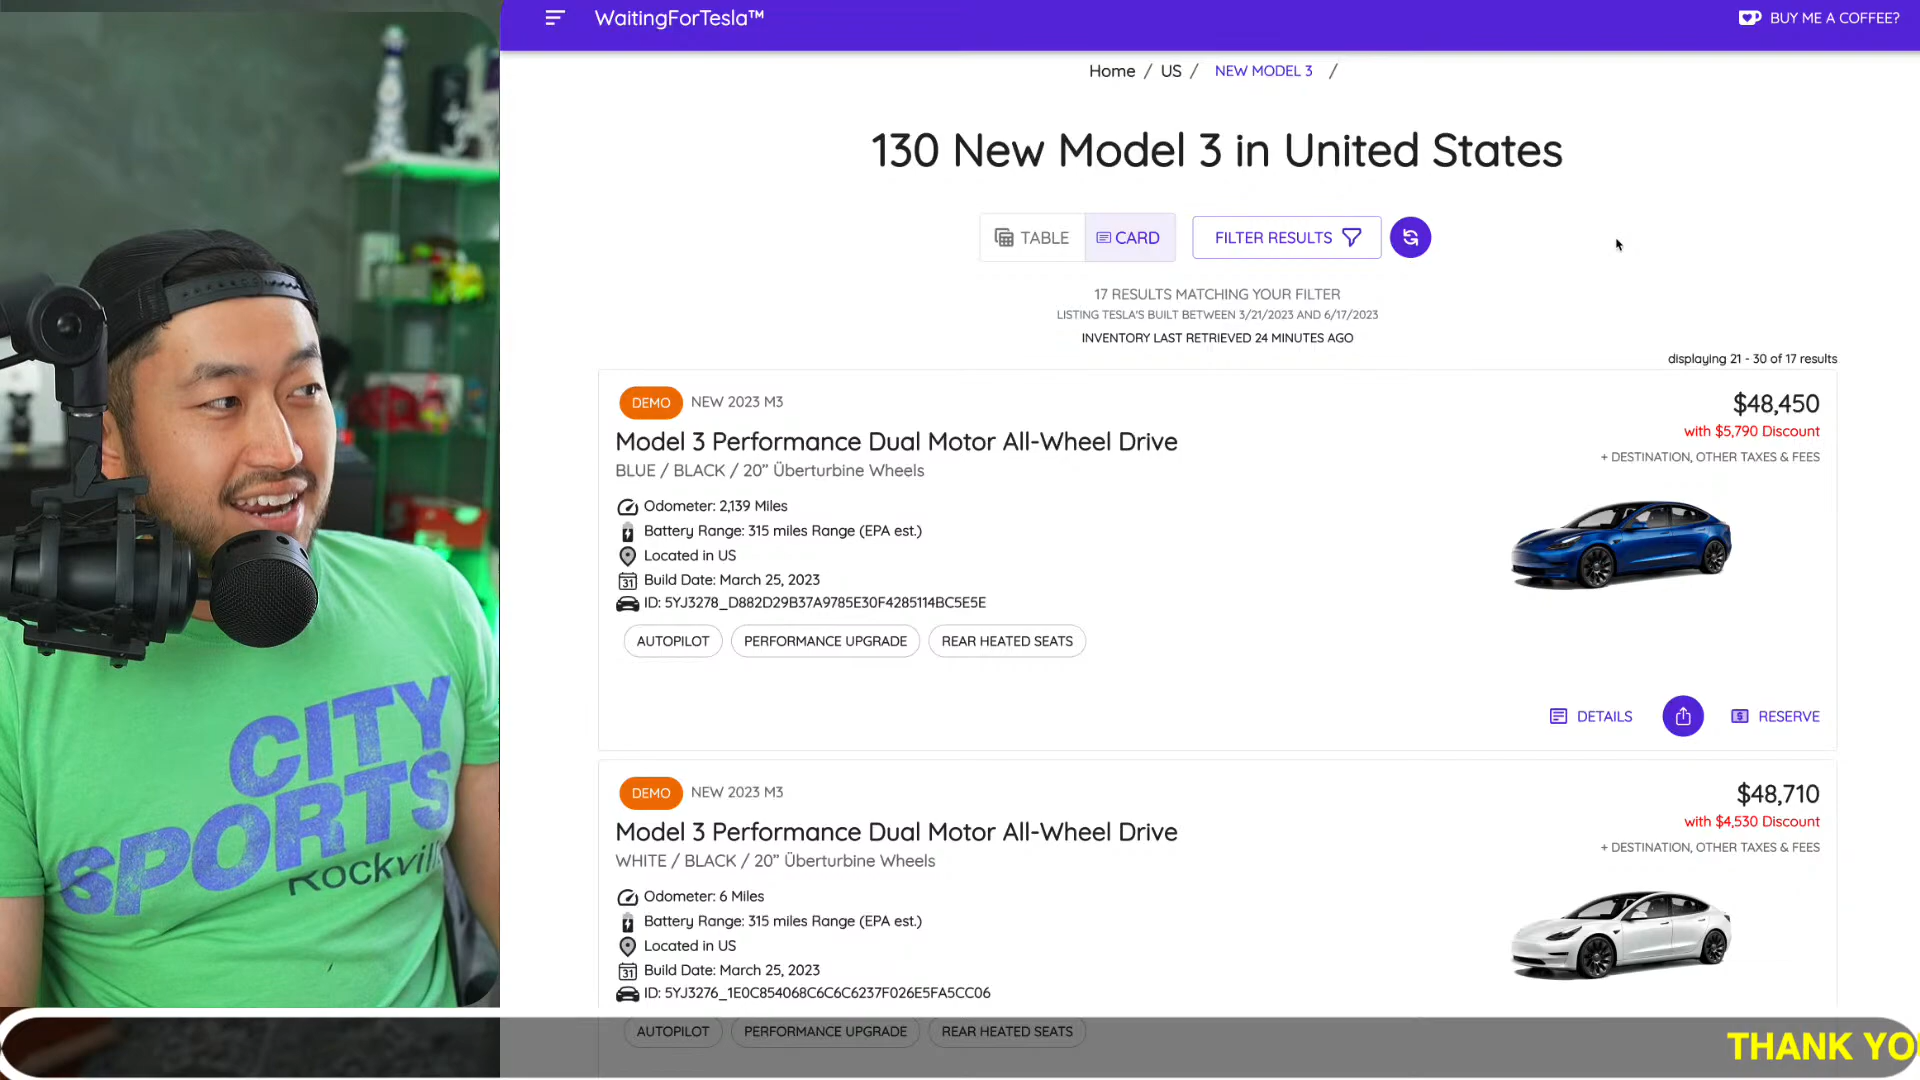 WaitingForTesla™
BUY ME A COFFEE?
Home / US / NEW MODEL 3 /
130 New Model 3 in United States
TABLE
CARD
FILTER RESULTS
17 RESULTS MATCHING YOUR FILTER
LISTING TESLA'S BUILT BETWEEN 3/21/2023 AND 6/17/2023
INVENTORY LAST RETRIEVED 24 MINUTES AGO
displaying 21 - 30 of 17 results
DEMO NEW 2023 M3
$48,450
with $5,790 Discount
+ DESTINATION, OTHER TAXES & FEES
Model 3 Performance Dual Motor All-Wheel Drive
BLUE / BLACK / 20” Überturbine Wheels
Odometer: 2,139 Miles
Battery Range: 315 miles Range (EPA est.)
Located in US
31 Build Date: March 25, 2023
ID: 5YJ3278_D882D29B37A9785E30F4285114BC5E5E
AUTOPILOT
PERFORMANCE UPGRADE
REAR HEATED SEATS
DETAILS
RESERVE
DEMO NEW 2023 M3
$48,710
with $4,530 Discount
+ DESTINATION, OTHER TAXES & FEES
Model 3 Performance Dual Motor All-Wheel Drive
WHITE / BLACK / 20” Überturbine Wheels
Odometer: 6 Miles
Battery Range: 315 miles Range (EPA est.)
Located in US
31 Build Date: March 25, 2023
ID: 5YJ3276_1E0C854068C6C6C6237F026E5FA5CC06
AUTOPILOT
PERFORMANCE UPGRADE
REAR HEATED SEATS
CITY
SPORTS
Rockvill
THANK YO